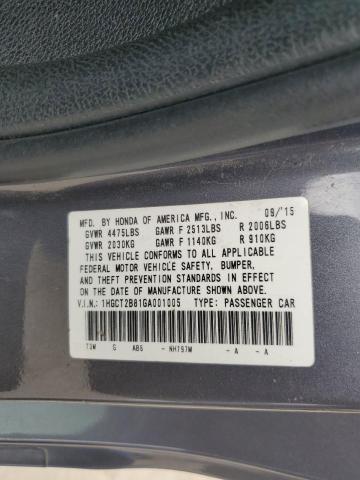 MFD. BY HONDA OF AMERICA MFG., INC. 09/'15
GVWR 4475LBS GAWR F 2513LBS R 2006LBS
GVWR 2030KG GAWR F 1140KG R 910KG
THIS VEHICLE CONFORMS TO ALL APPLICABLE
FEDERAL MOTOR VEHICLE SAFETY, BUMPER,
AND THEFT PREVENTION STANDARDS IN EFFECT
ON THE DATE OF MANUFACTURE SHOWN ABOVE.
V.I.N.: 1HGCT2B81GA001005 TYPE: PASSENGER CAR
T3W G AB6 - NH797M - A - A